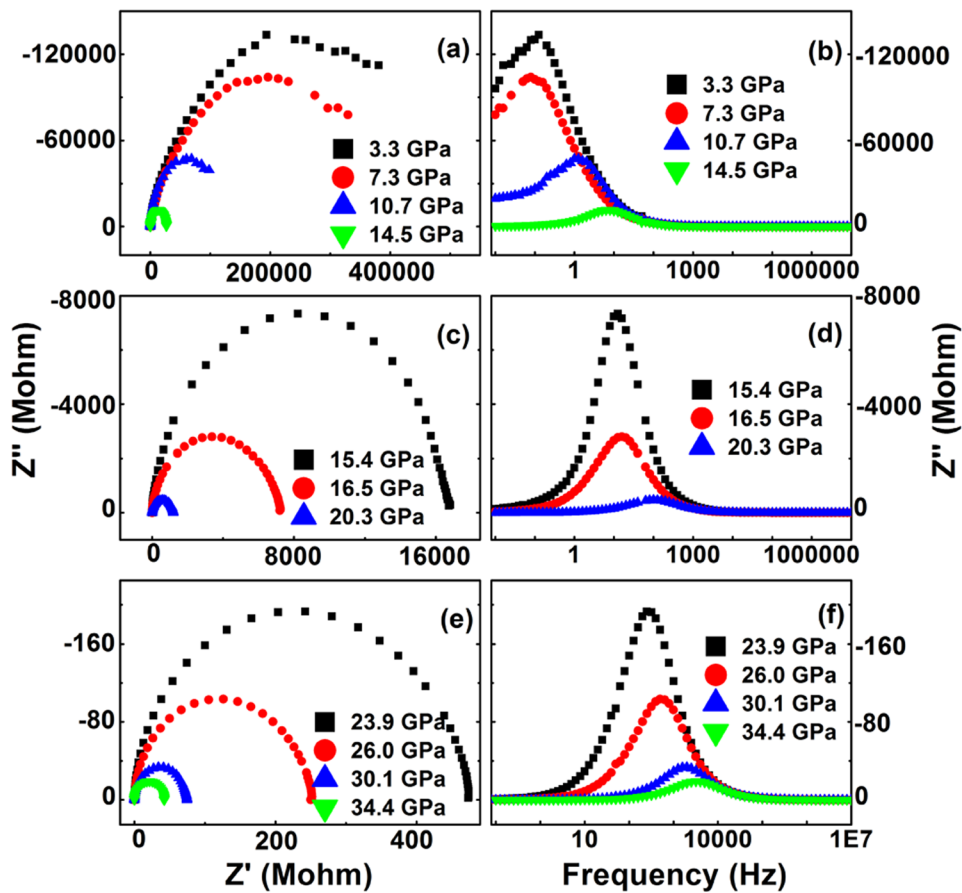 (a)
(b)
-120000
-60000
0
3.3 GPa
7.3 GPa
10.7 GPa
14.5 GPa
3.3 GPa
7.3 GPa
10.7 GPa
14.5 GPa
-120000
-60000
0
0
200000
400000
1
1000
1000000
(c)
(d)
-8000
-4000
0
15.4 GPa
16.5 GPa
20.3 GPa
15.4 GPa
16.5 GPa
20.3 GPa
-8000
-4000
0
0
8000
16000
1
1000
1000000
Z'' (Mohm)
Z'' (Mohm)
(e)
(f)
-160
-80
0
23.9 GPa
26.0 GPa
30.1 GPa
34.4 GPa
23.9 GPa
26.0 GPa
30.1 GPa
34.4 GPa
-160
-80
0
0
200
400
10
10000
1E7
Z' (Mohm)
Frequency (Hz)